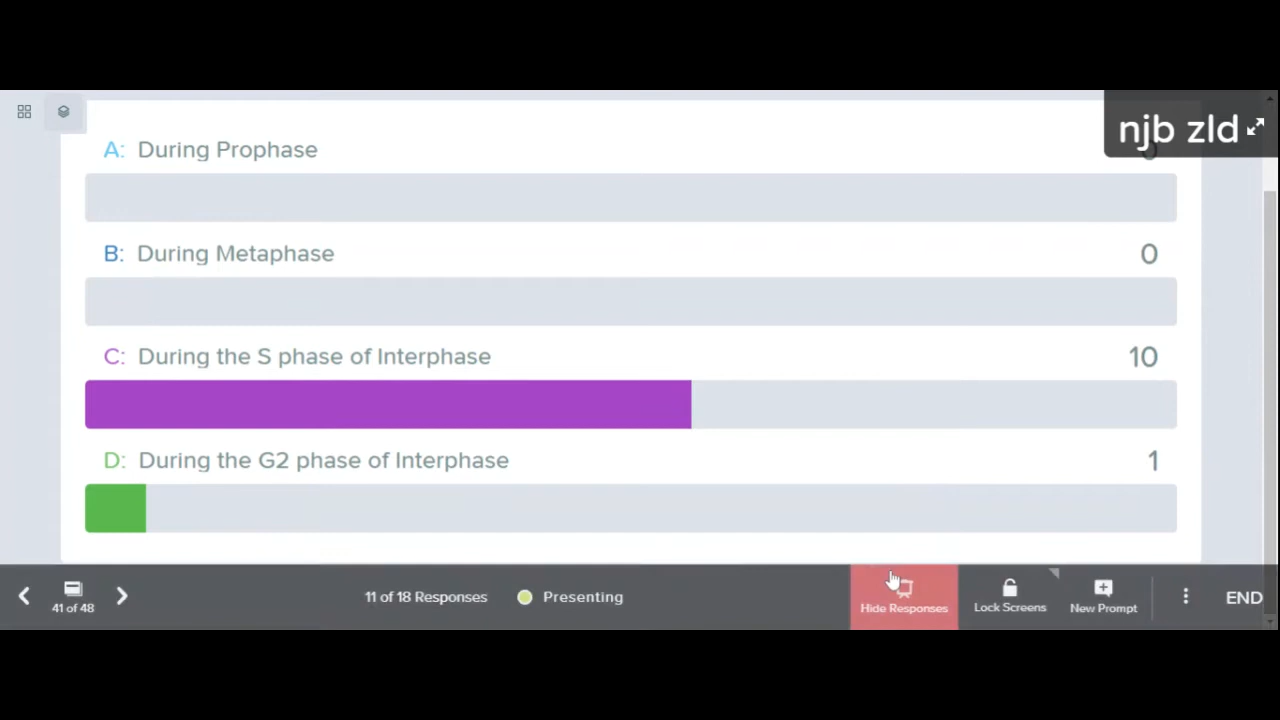 njb zld
A: During Prophase 0
B: During Metaphase 0
C: During the S phase of Interphase 10
D: During the G2 phase of Interphase 1
41 of 48
11 of 18 Responses
Presenting
Hide Responses
Lock Screens
New Prompt
END